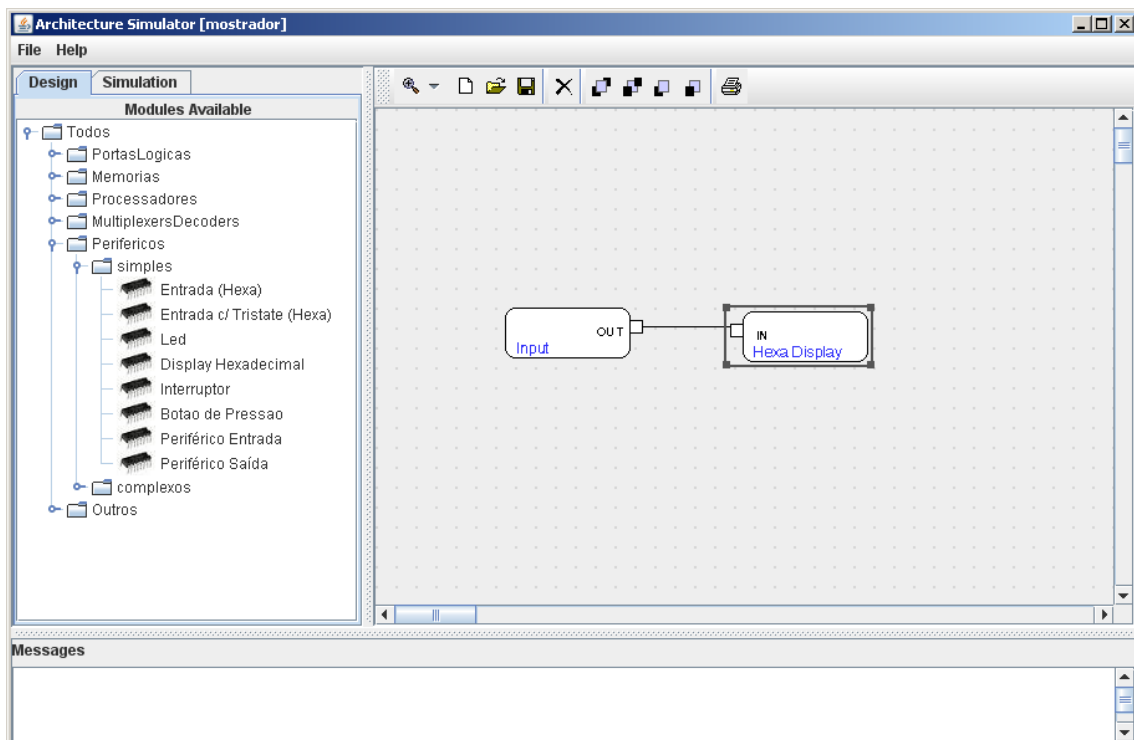 Architecture Simulator [mostrador]
File Help
Design Simulation
Modules Available
Todos
PortasLogicas
Memorias
Processadores
MultiplexersDecoders
Perifericos
simples
Entrada (Hexa)
Entrada c/ Tristate (Hexa)
Led
Display Hexadecimal
Interruptor
Botao de Pressao
Periférico Entrada
Periférico Saída
complexos
Outros
OUT
Input
IN
Hexa Display
Messages